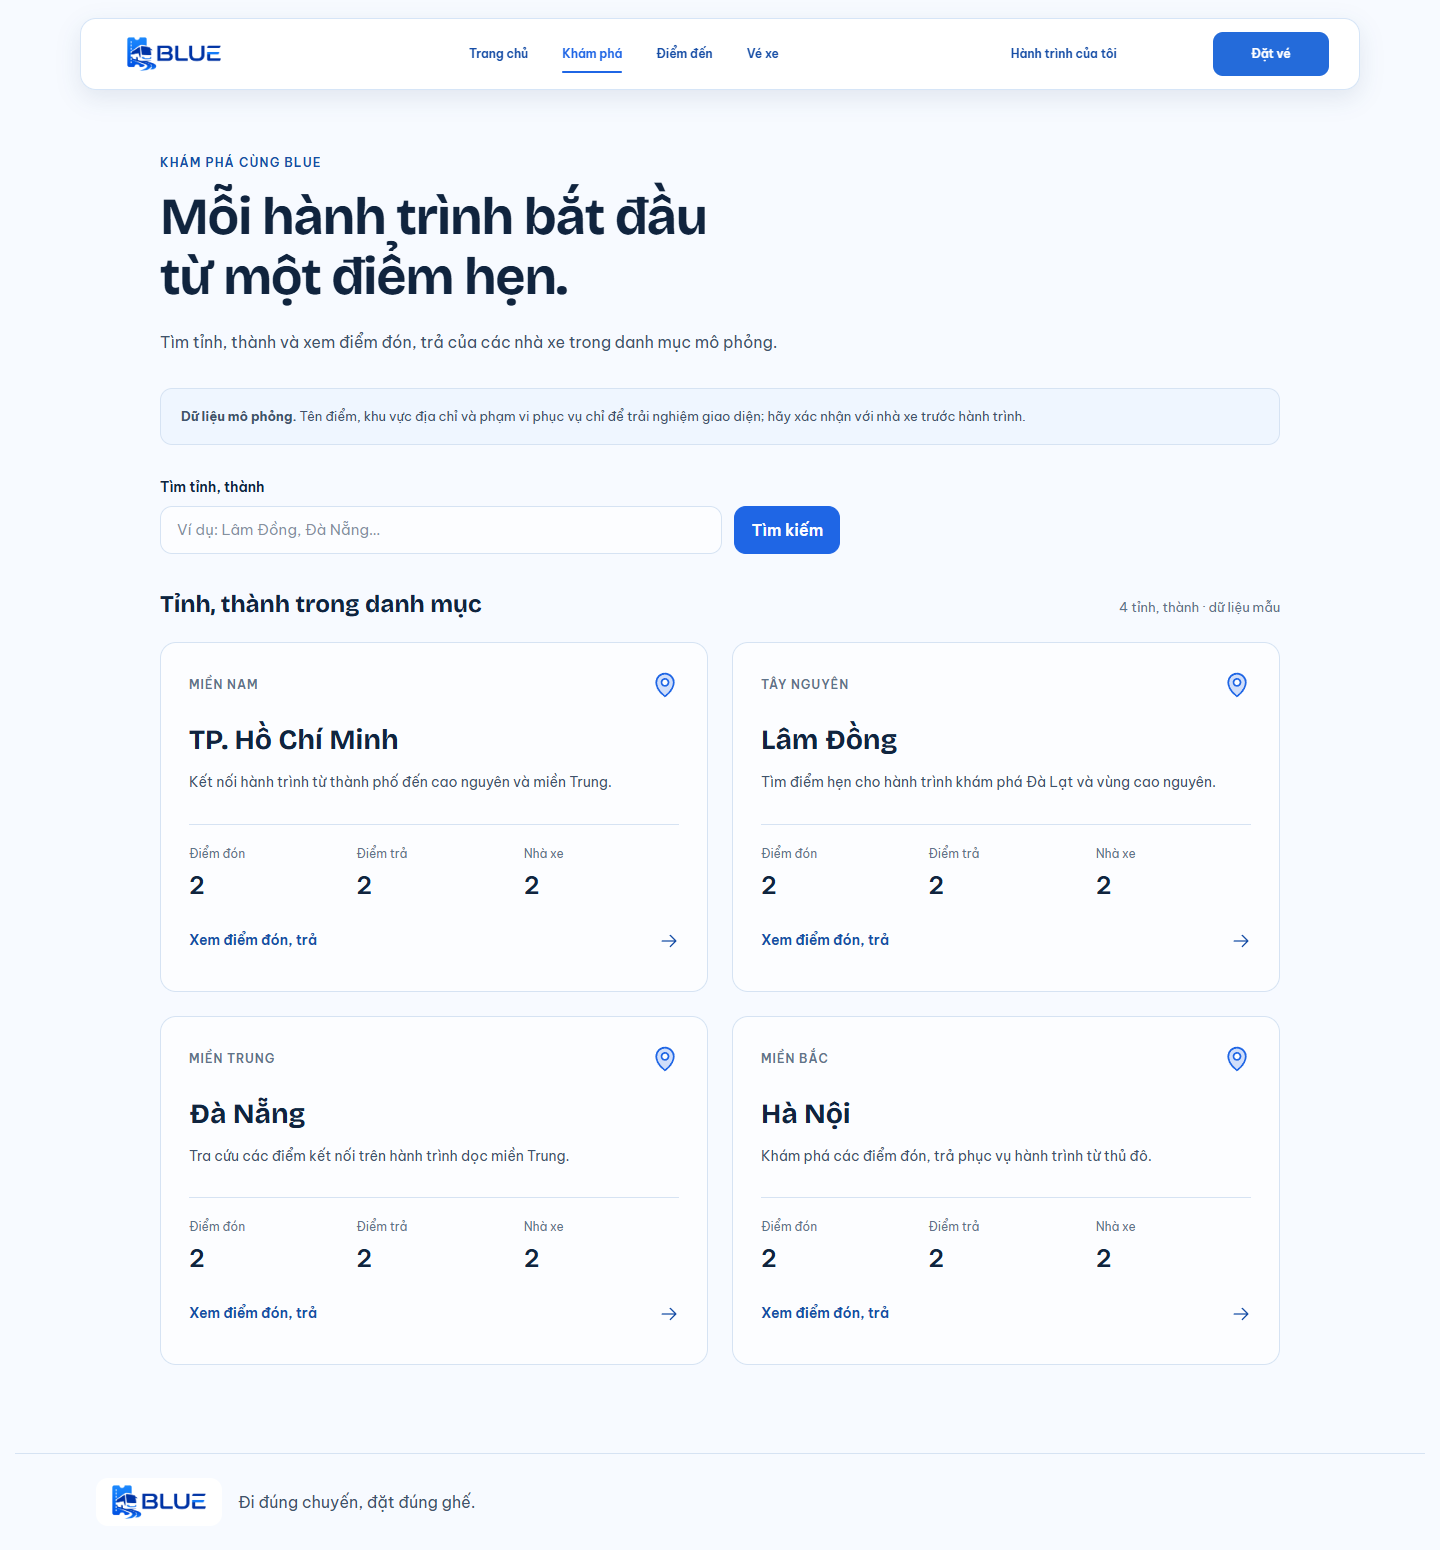 BLUE
Trang chủ
Khám phá
Điểm đến
Vé xe
Hành trình của tôi
Đặt vé
KHÁM PHÁ CÙNG BLUE
Mỗi hành trình bắt đầu
từ một điểm hẹn.
Tìm tỉnh, thành và xem điểm đón, trả của các nhà xe trong danh mục mô phỏng.
Dữ liệu mô phỏng. Tên điểm, khu vực địa chỉ và phạm vi phục vụ chỉ để trải nghiệm giao diện; hãy xác nhận với nhà xe trước hành trình.
Tìm tỉnh, thành
Ví dụ: Lâm Đồng, Đà Nẵng...
Tìm kiếm
Tỉnh, thành trong danh mục
4 tỉnh, thành · dữ liệu mẫu
MIỀN NAM
TP. Hồ Chí Minh
Kết nối hành trình từ thành phố đến cao nguyên và miền Trung.
Điểm đón
Điểm trả
Nhà xe
2
2
2
Xem điểm đón, trả
TÂY NGUYÊN
Lâm Đồng
Tìm điểm hẹn cho hành trình khám phá Đà Lạt và vùng cao nguyên.
Điểm đón
Điểm trả
Nhà xe
2
2
2
Xem điểm đón, trả
MIỀN TRUNG
Đà Nẵng
Tra cứu các điểm kết nối trên hành trình dọc miền Trung.
Điểm đón
Điểm trả
Nhà xe
2
2
2
Xem điểm đón, trả
MIỀN BẮC
Hà Nội
Khám phá các điểm đón, trả phục vụ hành trình từ thủ đô.
Điểm đón
Điểm trả
Nhà xe
2
2
2
Xem điểm đón, trả
BLUE
Đi đúng chuyến, đặt đúng ghế.